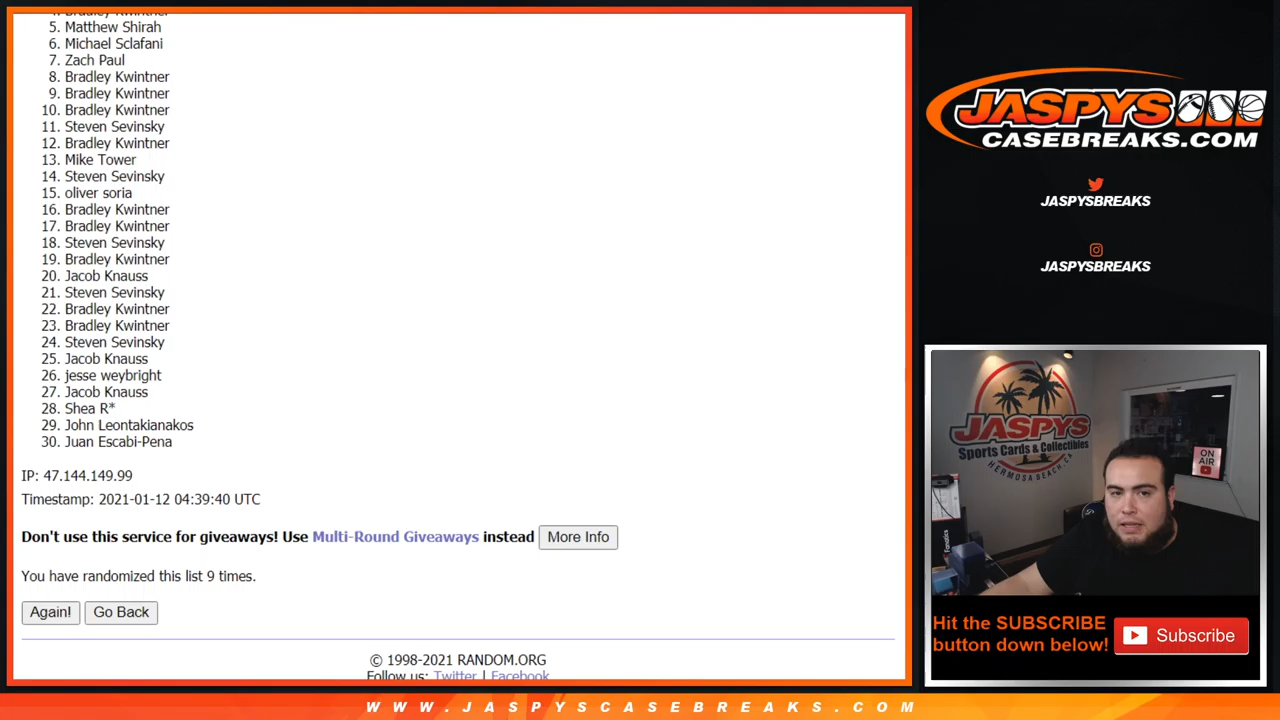 4. Bradley Kwintner
5. Matthew Shirah
6. Michael Sclafani
7. Zach Paul
8. Bradley Kwintner
9. Bradley Kwintner
10. Bradley Kwintner
11. Steven Sevinsky
12. Bradley Kwintner
13. Mike Tower
14. Steven Sevinsky
15. oliver soria
16. Bradley Kwintner
17. Bradley Kwintner
18. Steven Sevinsky
19. Bradley Kwintner
20. Jacob Knauss
21. Steven Sevinsky
22. Bradley Kwintner
23. Bradley Kwintner
24. Steven Sevinsky
25. Jacob Knauss
26. jesse weybright
27. Jacob Knauss
28. Shea R*
29. John Leontakianakos
30. Juan Escabi-Pena
IP: 47.144.149.99
Timestamp: 2021-01-12 04:39:40 UTC
Don't use this service for giveaways! Use Multi-Round Giveaways instead More Info
You have randomized this list 9 times.
Again! Go Back
© 1998-2021 RANDOM.ORG
Follow us: Twitter | Facebook
JASPYS
CASEBREAKS.COM
JASPYSBREAKS
JASPYSBREAKS
JASPYS
Sports Cards & Collectibles
HERMOSA BEACH, CA
ON
AIR
Fanatics
Hit the SUBSCRIBE
button down below!
Subscribe
WWW.JASPYSCASEBREAKS.COM